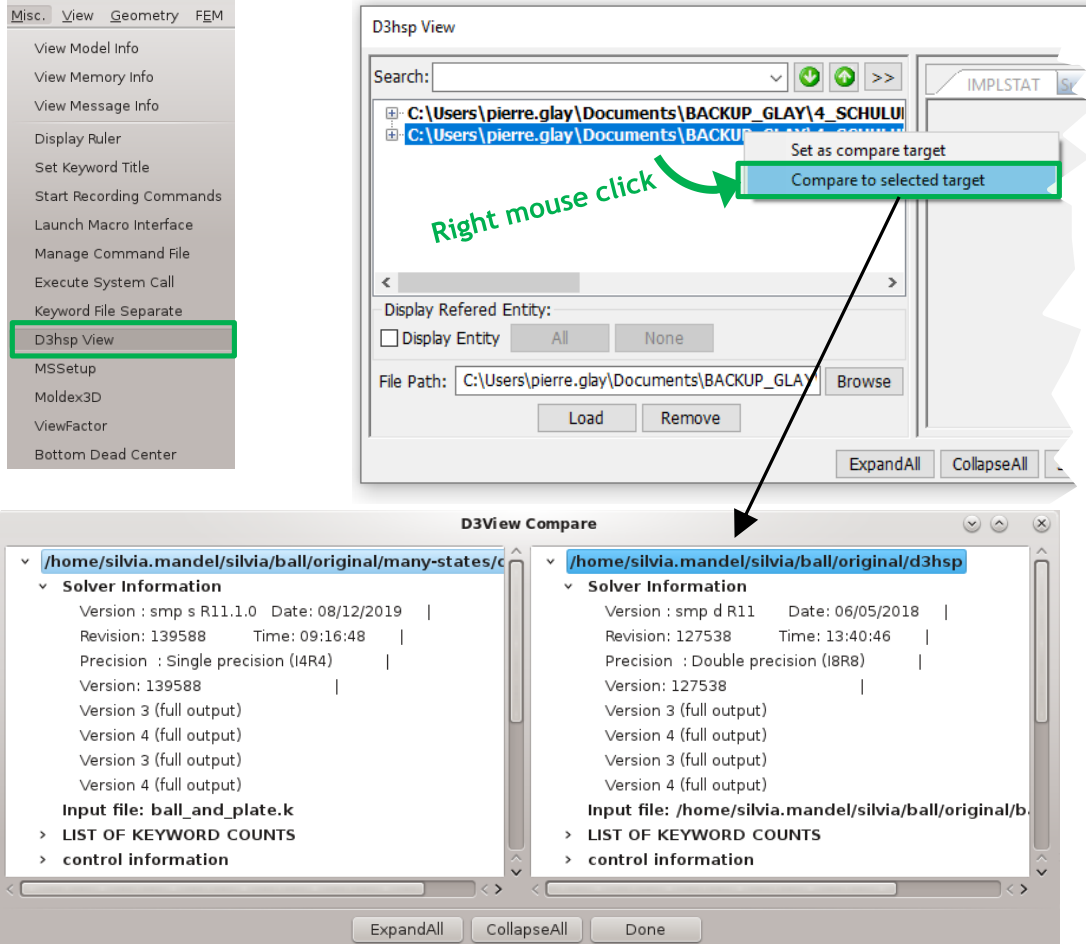 Misc. View Geometry FEM
View Model Info
View Memory Info
View Message Info
Display Ruler
Set Keyword Title
Start Recording Commands
Launch Macro Interface
Manage Command File
Execute System Call
Keyword File Separate
D3hsp View
MSSetup
Moldex3D
ViewFactor
Bottom Dead Center
D3hsp View
Search: >>
IMPLSTAT
C:\Users\pierre.glay\Documents\BACKUP_GLAY\4_SCHULU
C:\Users\pierre.glay\Documents\BACKUP_GLAY\4_SCHULU
Set as compare target
Compare to selected target
Right mouse click
Display Refered Entity:
Display Entity All None
File Path: C:\Users\pierre.glay\Documents\BACKUP_GLAY Browse
Load Remove
ExpandAll CollapseAll
D3View Compare
/home/silvia.mandel/silvia/ball/original/many-states/
Solver Information
Version : smp s R11.1.0 Date: 08/12/2019 |
Revision: 139588 Time: 09:16:48 |
Precision : Single precision (I4R4) |
Version: 139588 |
Version 3 (full output)
Version 4 (full output)
Version 3 (full output)
Version 4 (full output)
Input file: ball_and_plate.k
LIST OF KEYWORD COUNTS
control information
/home/silvia.mandel/silvia/ball/original/d3hsp
Solver Information
Version : smp d R11 Date: 06/05/2018 |
Revision: 127538 Time: 13:40:46 |
Precision : Double precision (I8R8) |
Version: 127538 |
Version 3 (full output)
Version 4 (full output)
Version 3 (full output)
Version 4 (full output)
Input file: /home/silvia.mandel/silvia/ball/original/b
LIST OF KEYWORD COUNTS
control information
ExpandAll CollapseAll Done